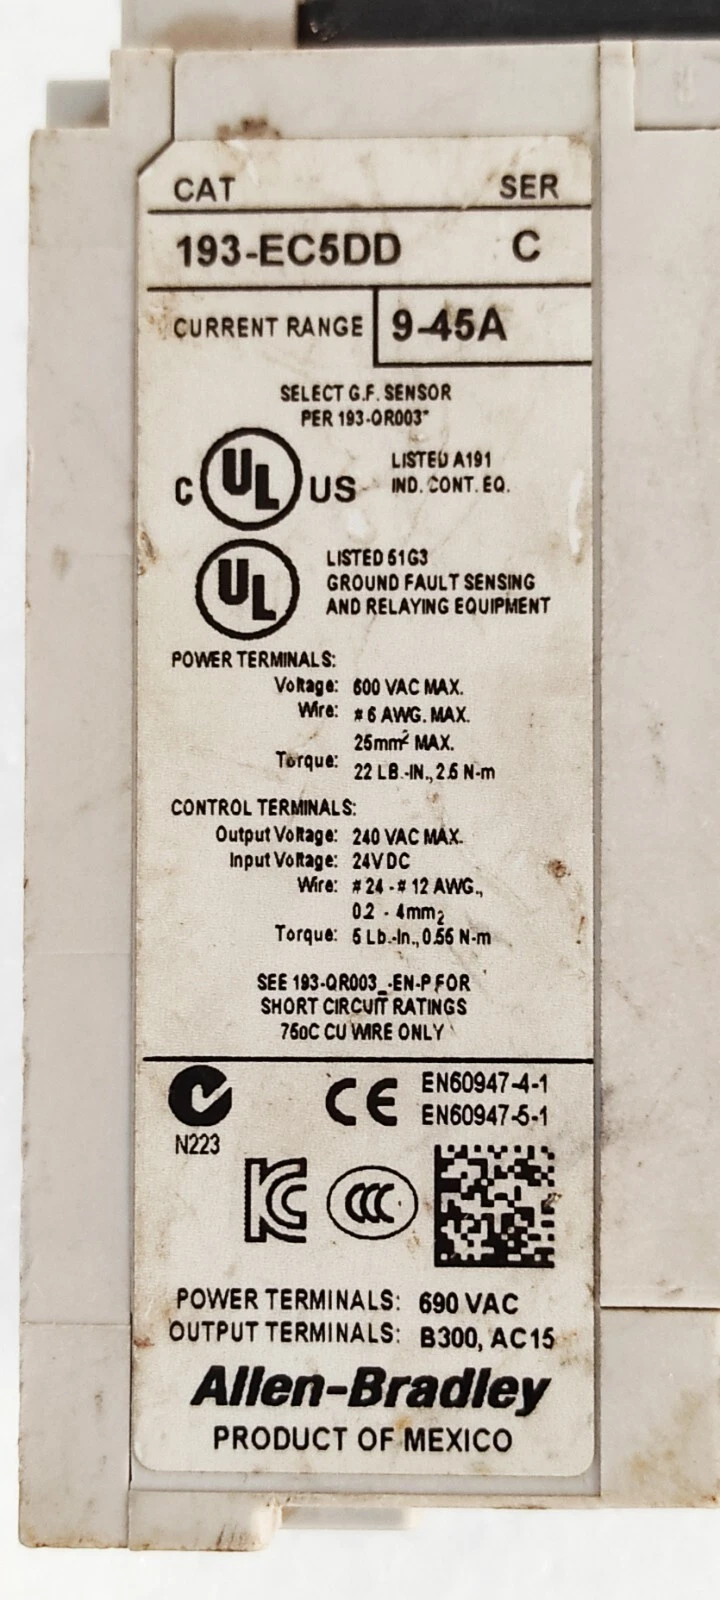 CAT SER
193-EC5DD C
CURRENT RANGE 9-45A
SELECT G.F. SENSOR
PER 193-QR003*
C UL US LISTED A191
IND. CONT. EQ.
UL LISTED 51G3
GROUND FAULT SENSING
AND RELAYING EQUIPMENT
POWER TERMINALS:
Voltage: 600 VAC MAX.
Wire: #6 AWG. MAX.
25mm² MAX.
Torque: 22 LB.-IN., 2.5 N-m
CONTROL TERMINALS:
Output Voltage: 240 VAC MAX.
Input Voltage: 24VDC
Wire: #24 - #12 AWG.,
0.2 - 4mm2
Torque: 5 Lb.-In., 0.55 N-m
SEE 193-QR003_-EN-P FOR
SHORT CIRCUIT RATINGS
75oC CU WIRE ONLY
N223
CE EN60947-4-1
EN60947-5-1
KC CCC
POWER TERMINALS: 690 VAC
OUTPUT TERMINALS: B300, AC15
Allen-Bradley
PRODUCT OF MEXICO